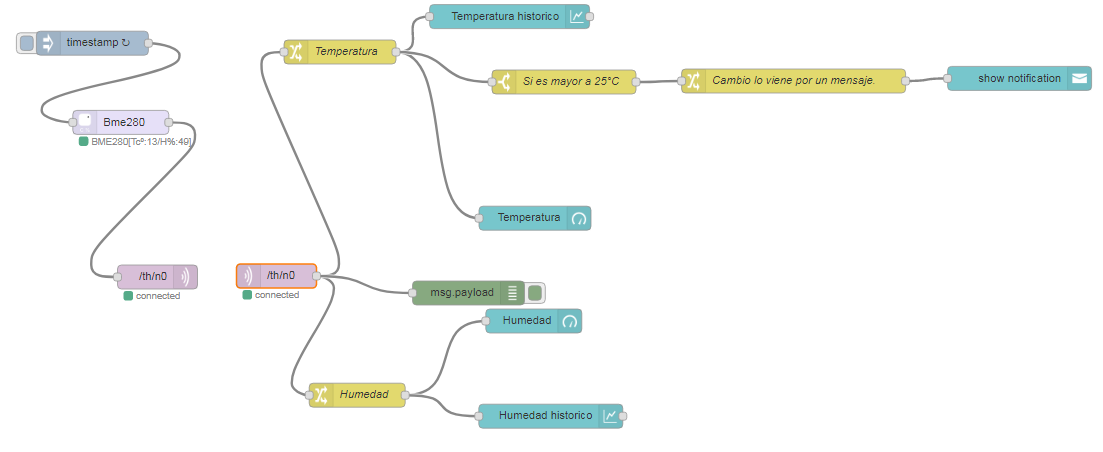 Temperatura historico
timestamp ↻
Temperatura
Si es mayor a 25°C
Cambio lo viene por un mensaje.
show notification
Bme280
BME280[Tcº:13/H%:49]
Temperatura
/th/n0
connected
/th/n0
connected
msg.payload
Humedad
Humedad
Humedad historico